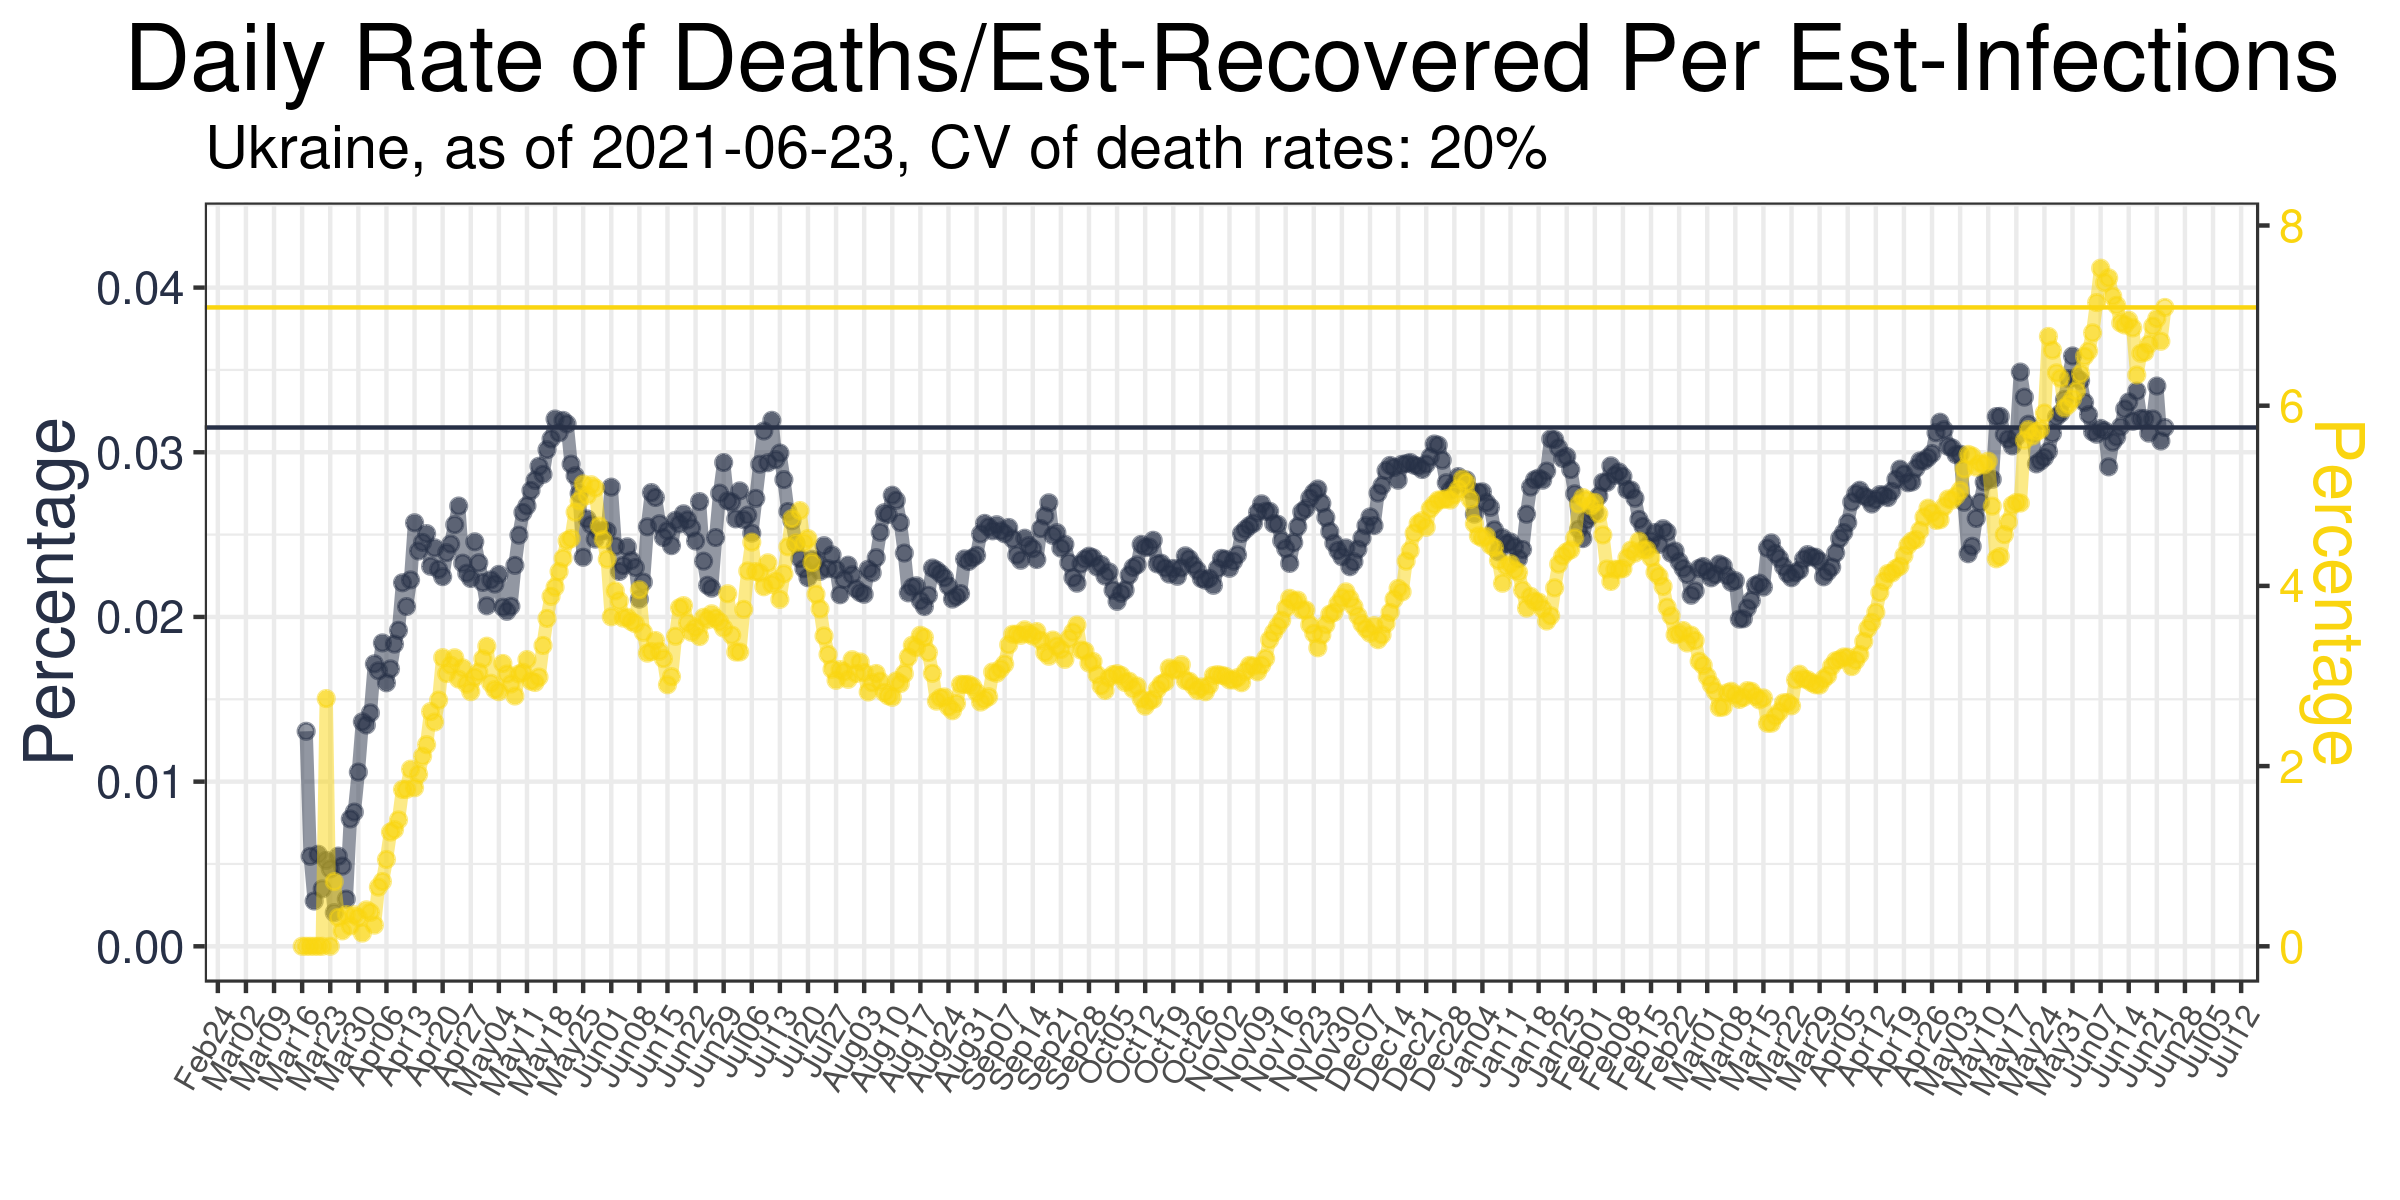 Daily Rate of Deaths/Est-Recovered Per Est-Infections
Ukraine, as of 2021-06-23, CV of death rates: 20%
Percentage
0.04
0.03
0.02
0.01
0.00
8
6
4
2
0
Percentage
Feb24 Mar02 Mar09 Mar16 Mar23 Mar30 Apr06 Apr13 Apr20 Apr27 May04 May11 May18 May25 Jun01 Jun08 Jun15 Jun22 Jun29 Jul06 Jul13 Jul20 Jul27 Aug03 Aug10 Aug17 Aug24 Aug31 Sep07 Sep14 Sep21 Sep28 Oct05 Oct12 Oct19 Oct26 Nov02 Nov09 Nov16 Nov23 Nov30 Dec07 Dec14 Dec21 Dec28 Jan04 Jan11 Jan18 Jan25 Feb01 Feb08 Feb15 Feb22 Mar01 Mar08 Mar15 Mar22 Mar29 Apr05 Apr12 Apr19 Apr26 May03 May10 May17 May24 May31 Jun07 Jun14 Jun21 Jun28 Jul05 Jul12